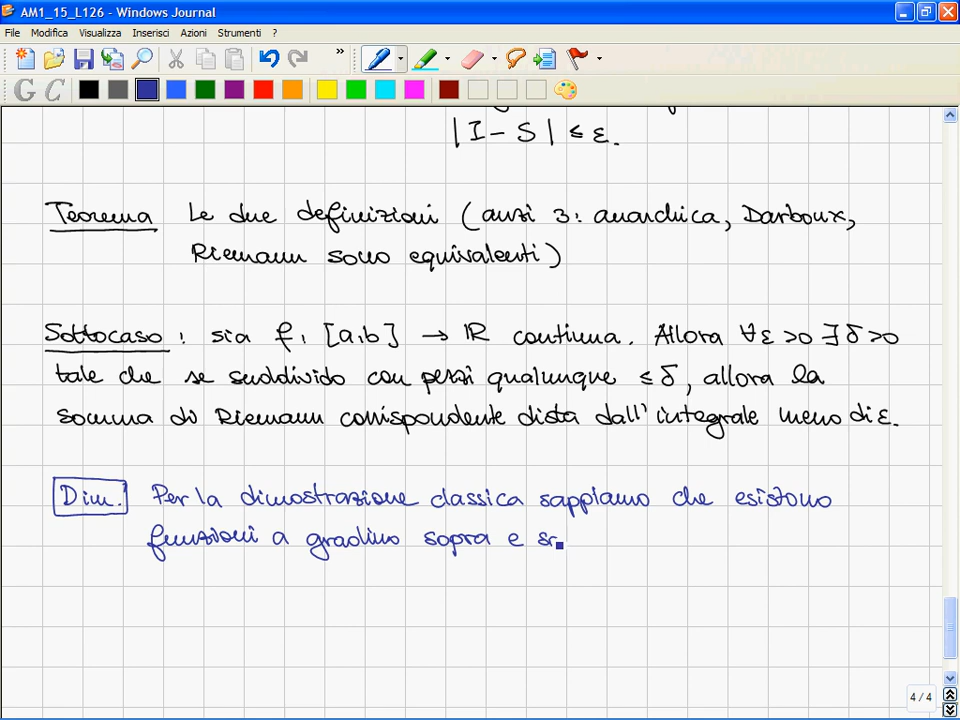 AM1_15_L126 - Windows Journal
File Modifica Visualizza Inserisci Azioni Strumenti ?
G C
|I - S| ≤ ε.
Teorema Le due definizioni (anzi 3: anarchica, Darboux,
Riemann sono equivalenti)
Sottocaso: sia f: [a,b] → ℝ continua. Allora ∀ε>0 ∃δ>0
tale che se suddivido con pezzi qualunque ≤ δ, allora la
somma di Riemann corrispondente dista dall'integrale meno di ε.
Dim. Per la dimostrazione classica sappiamo che esistono
funzioni a gradino sopra e
4 / 4